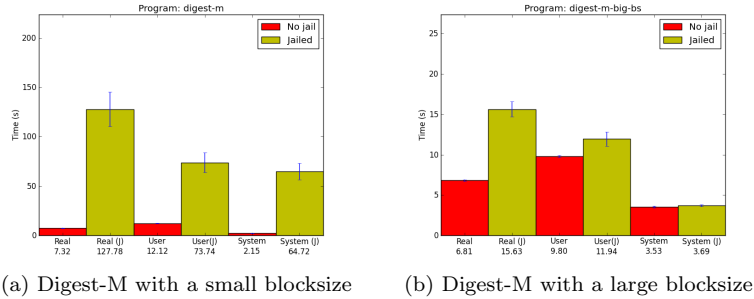 Program: digest-m
No jail
Jailed
Time (s)
200
150
100
50
0
Real Real (J) User User(J) System System (J)
7.32 127.78 12.12 73.74 2.15 64.72
(a) Digest-M with a small blocksize
Program: digest-m-big-bs
No jail
Jailed
Time (s)
25
20
15
10
5
0
Real Real (J) User User(J) System System (J)
6.81 15.63 9.80 11.94 3.53 3.69
(b) Digest-M with a large blocksize